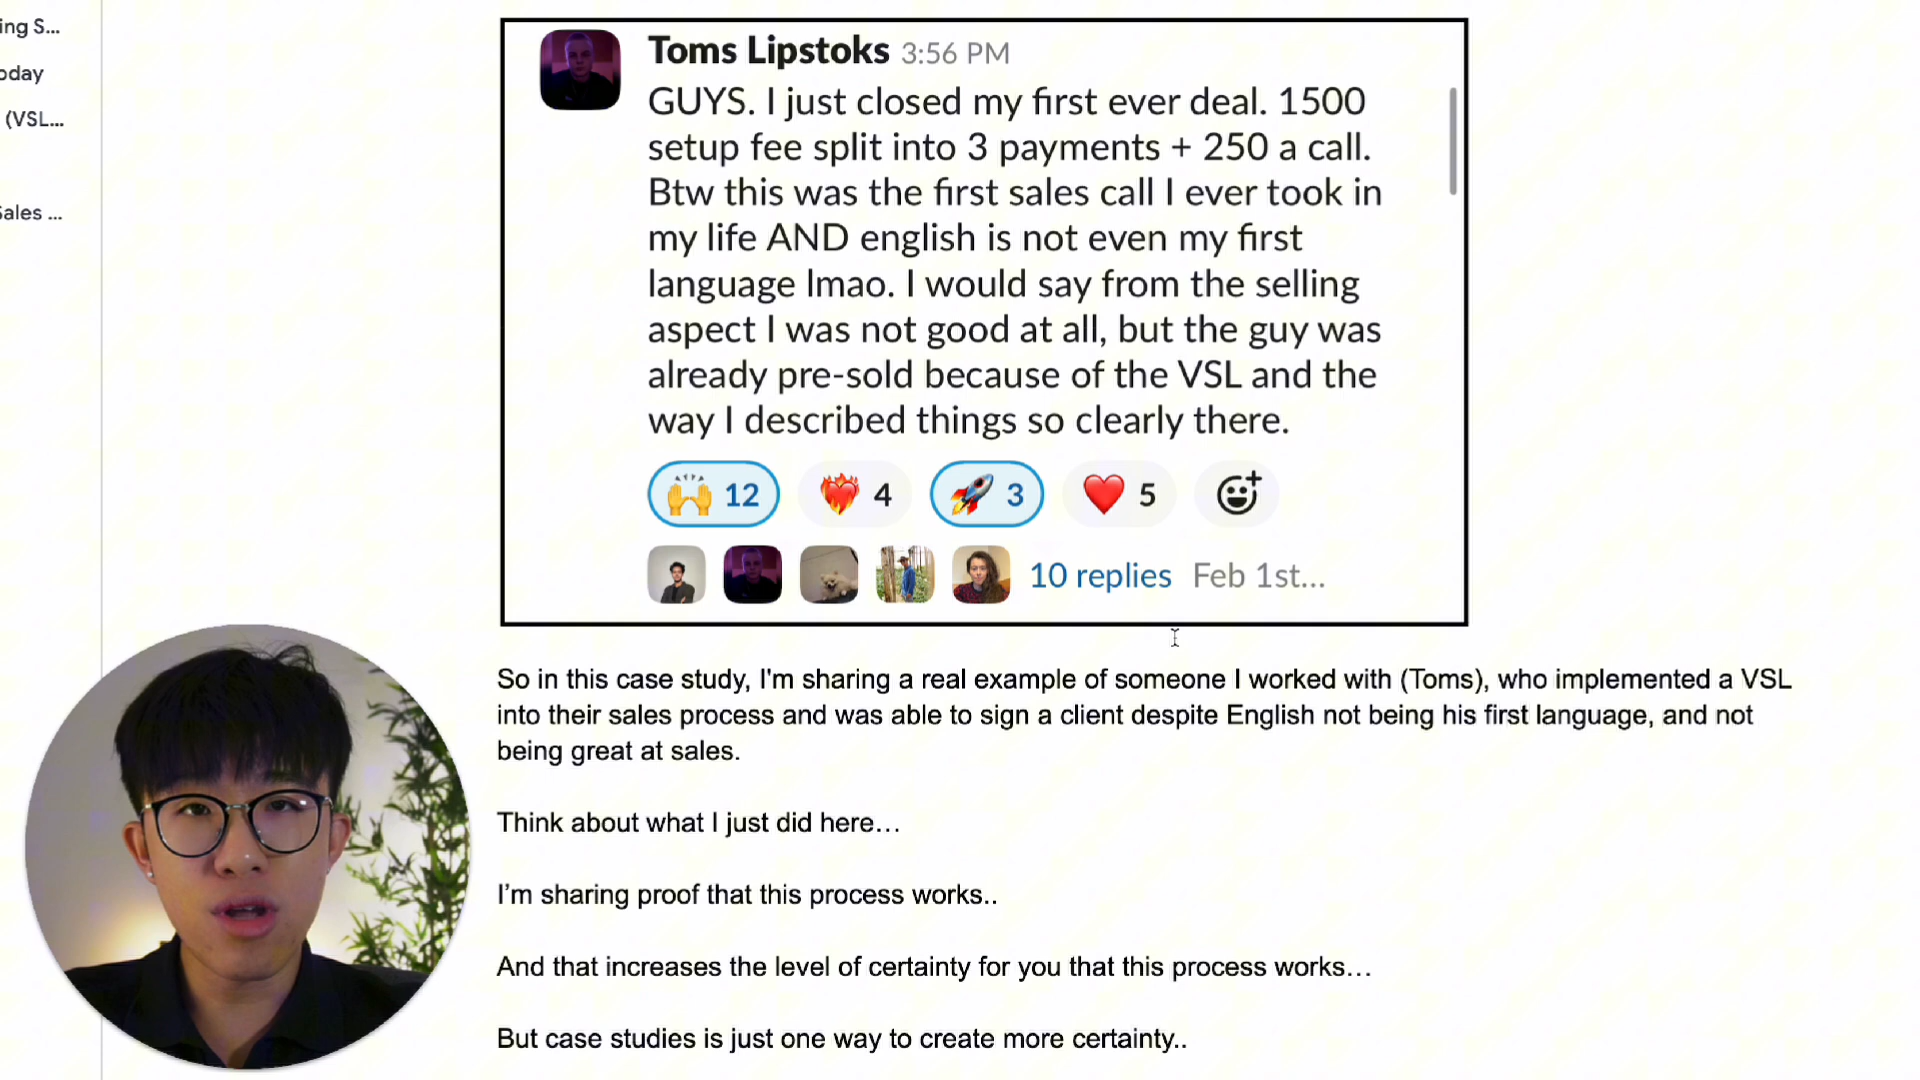 ing S...
oday
(VSL...
Sales ...
Toms Lipstoks 3:56 PM
GUYS. I just closed my first ever deal. 1500
setup fee split into 3 payments + 250 a call.
Btw this was the first sales call I ever took in
my life AND english is not even my first
language lmao. I would say from the selling
aspect I was not good at all, but the guy was
already pre-sold because of the VSL and the
way I described things so clearly there.
12 4 3 5
10 replies Feb 1st...
So in this case study, I'm sharing a real example of someone I worked with (Toms), who implemented a VSL
into their sales process and was able to sign a client despite English not being his first language, and not
being great at sales.
Think about what I just did here…
I’m sharing proof that this process works..
And that increases the level of certainty for you that this process works…
But case studies is just one way to create more certainty..